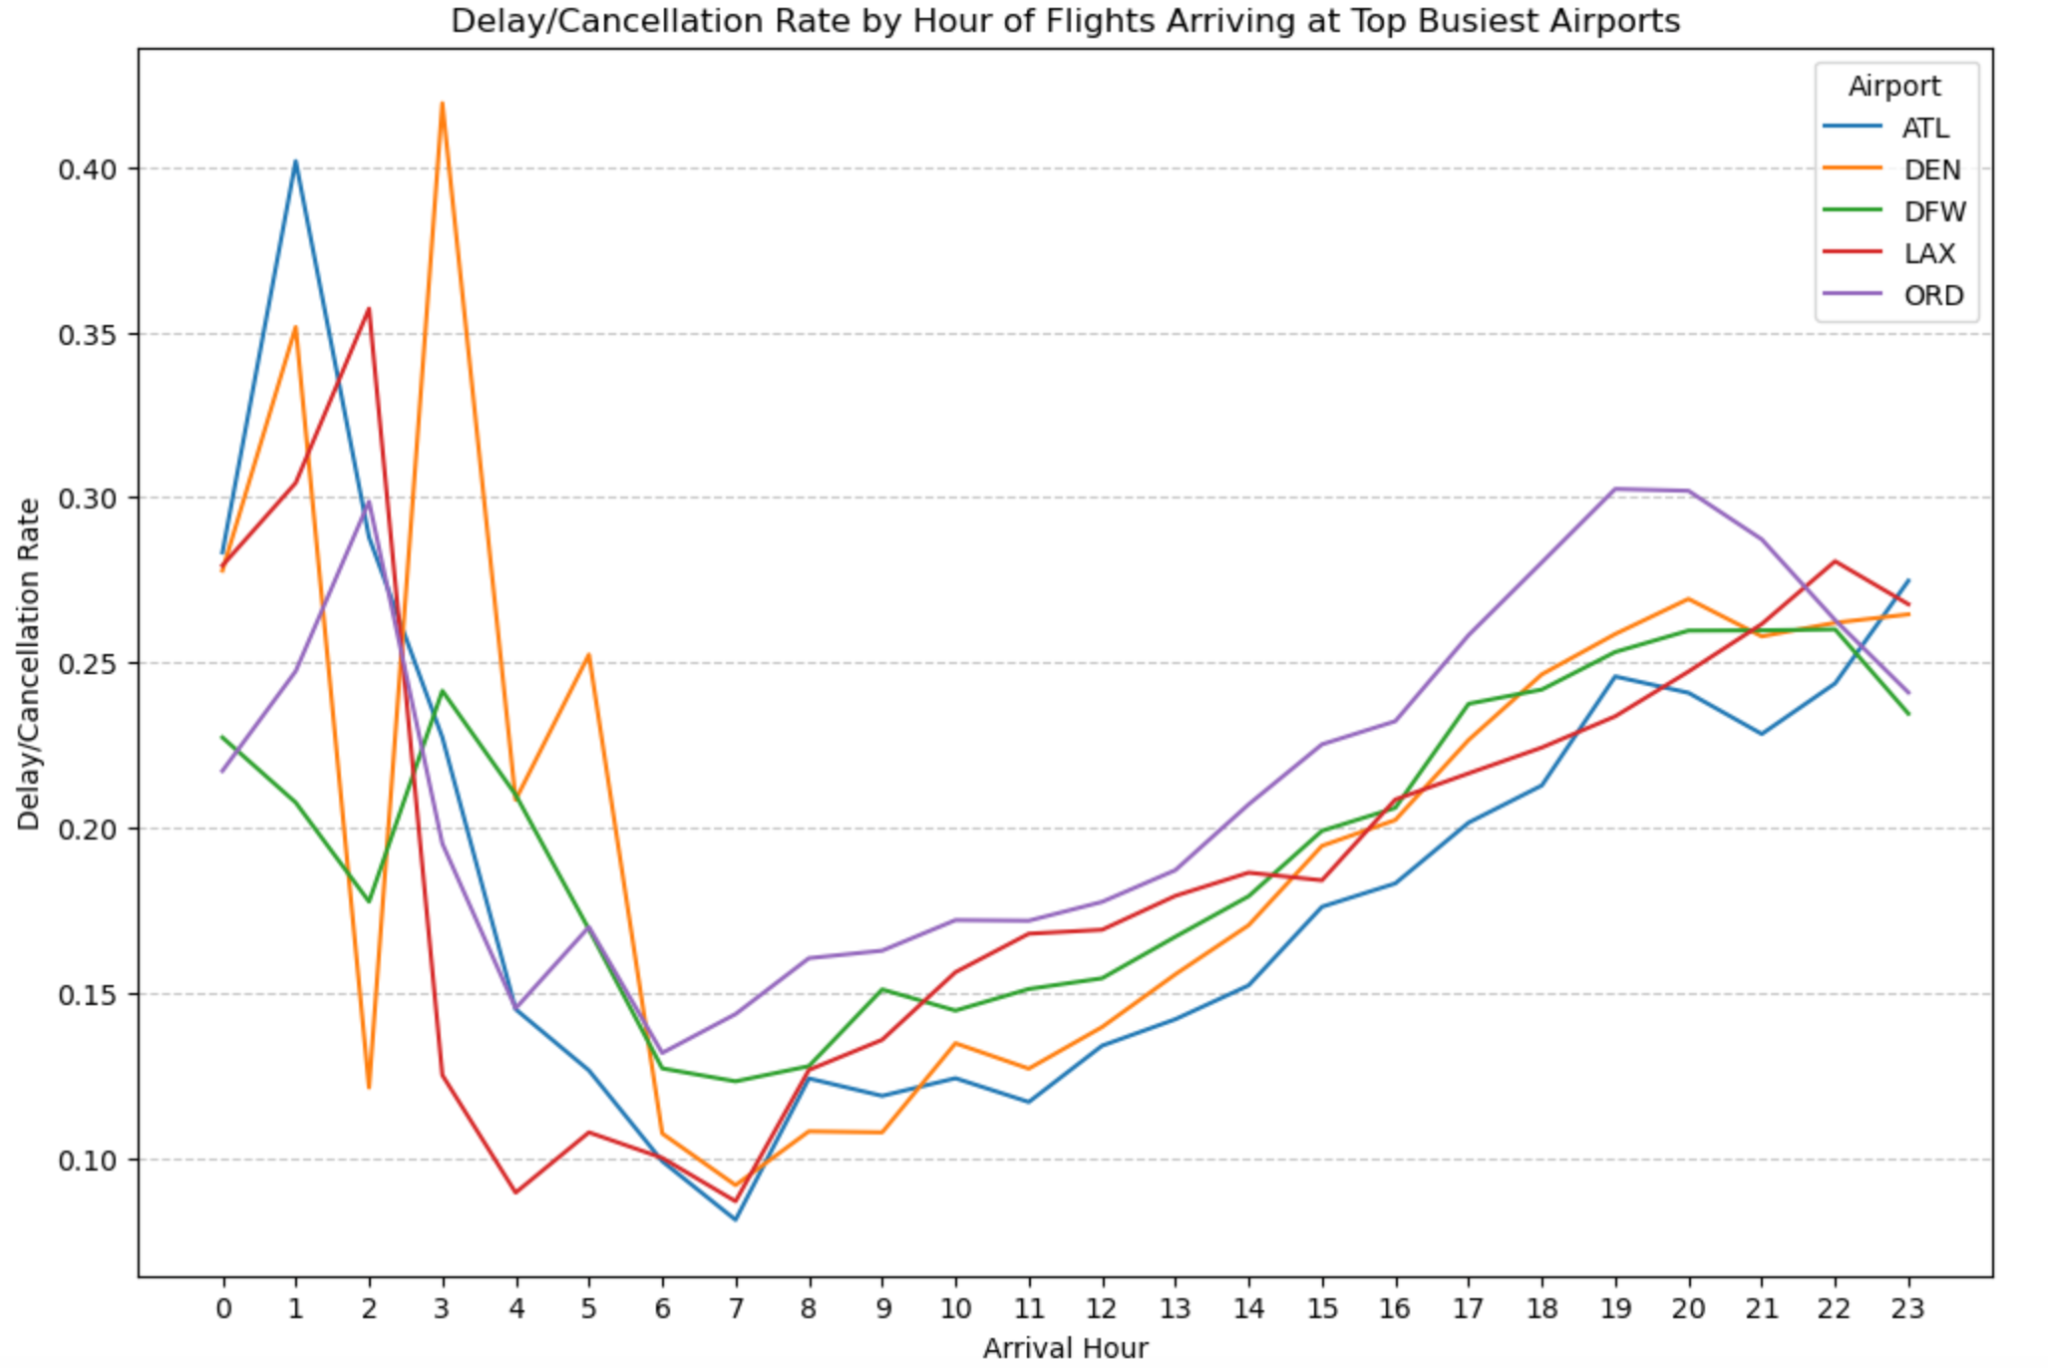 Delay/Cancellation Rate by Hour of Flights Arriving at Top Busiest Airports
Airport
ATL
DEN
DFW
LAX
ORD
Delay/Cancellation Rate
0.40
0.35
0.30
0.25
0.20
0.15
0.10
0 1 2 3 4 5 6 7 8 9 10 11 12 13 14 15 16 17 18 19 20 21 22 23
Arrival Hour